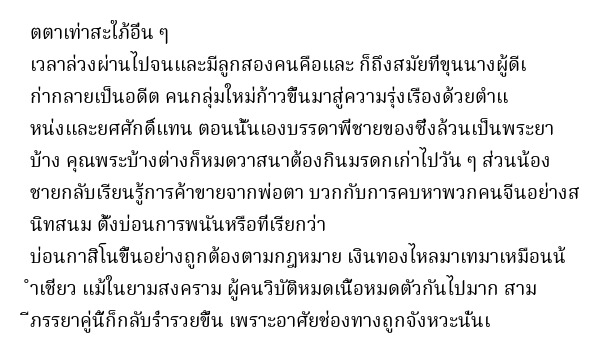 ตตาเท่าสะใภ้อื่น ๆ
เวลาล่วงผ่านไปจนและมีลูกสองคนคือและ ก็ถึงสมัยที่ขุนนางผู้ดีเ
ก่ากลายเป็นอดีต คนกลุ่มใหม่ก้าวขึ้นมาสู่ความรุ่งเรืองด้วยตำแ
หน่งและยศศักดิ์แทน ตอนนั้นเองบรรดาพี่ชายของซึ่งล้วนเป็นพระยา
บ้าง คุณพระบ้างต่างก็หมดวาสนาต้องกินมรดกเก่าไปวัน ๆ ส่วนน้อง
ชายกลับเรียนรู้การค้าขายจากพ่อตา บวกกับการคบหาพวกคนจีนอย่างส
นิทสนม ตั้งบ่อนการพนันหรือที่เรียกว่า
บ่อนกาสิโนขึ้นอย่างถูกต้องตามกฎหมาย เงินทองไหลมาเทมาเหมือนน้
ำเชี่ยว แม้ในยามสงคราม ผู้คนวิบัติหมดเนื้อหมดตัวกันไปมาก สาม
ีภรรยาคู่นี้ก็กลับร่ำรวยขึ้น เพราะอาศัยช่องทางถูกจังหวะนั่นเ